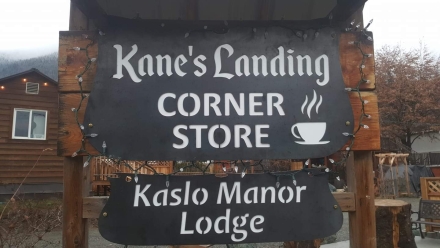 Kane's Landing
CORNER
STORE
Kaslo Manor
Lodge